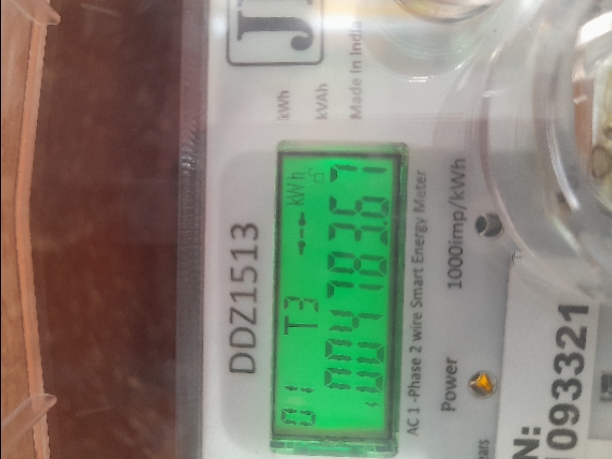 DDZ1513
kWh
kVAh
Made In India
01 T3 kWh
004783.67
AC 1-Phase 2 wire Smart Energy Meter
Power 1000imp/kWh
N:
1093321